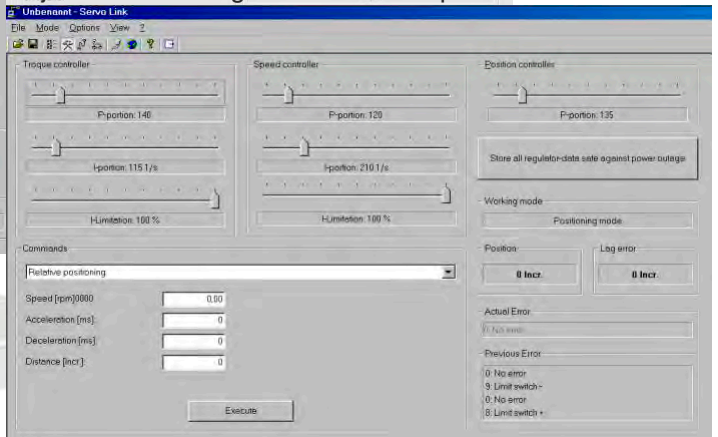 Unbenannt - Servo Link
File Mode Options View ?
Troque controller
P-portion: 140
I-portion: 115 1/s
I-Limitation: 100 %
Speed controller
P-portion: 120
I-portion: 210 1/s
I-Limitation: 100 %
Position controller
P-portion: 135
Store all regulator-data safe against power outage
Working mode
Positioning mode
Commands
Relative positioning
Speed [rpm]0000 0,00
Acceleration [ms]: 0
Deceleration [ms]: 0
Distance [incr.]: 0
Execute
Position
0 Incr.
Lag error
0 Incr.
Actual Error
0: No error
Previous Error
0: No error
9: Limit switch -
0: No error
8: Limit switch +